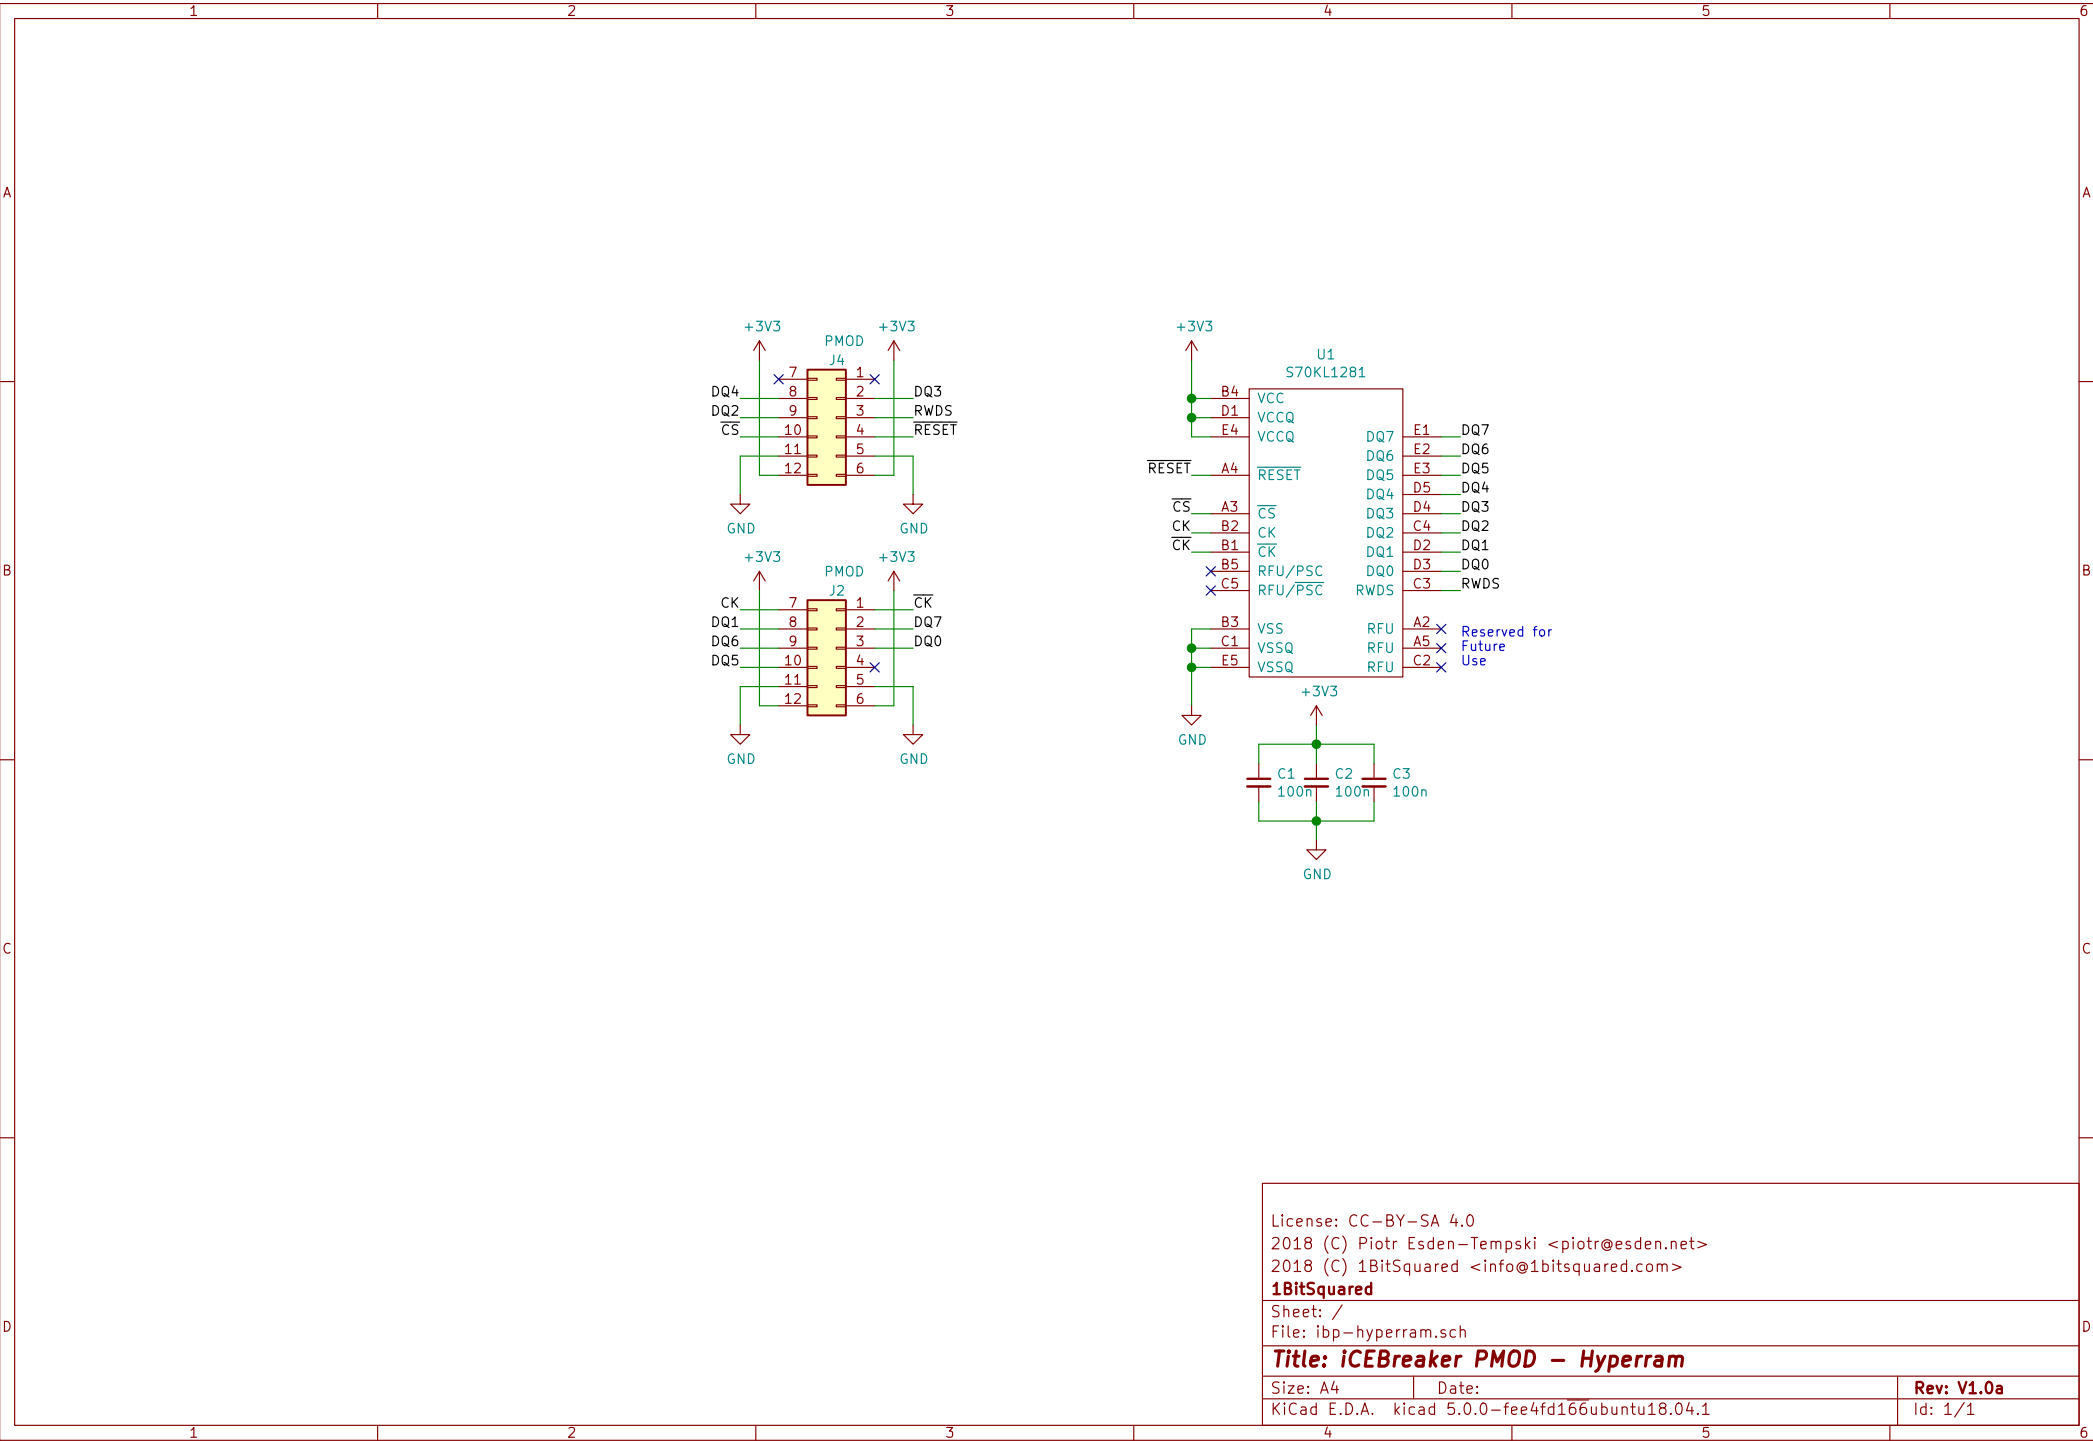 1 2 3 4 5 6
A A
B B
C C
D D
+3V3 +3V3
PMOD
J4
7 1
DQ4 8 2 DQ3
DQ2 9 3 RWDS
CS 10 4 RESET
11 5
12 6
GND GND
+3V3 +3V3
PMOD
J2
CK 7 1 CK
DQ1 8 2 DQ7
DQ6 9 3 DQ0
DQ5 10 4
11 5
12 6
GND GND
+3V3
U1
S70KL1281
B4 VCC
D1 VCCQ
E4 VCCQ DQ7 E1 DQ7
DQ6 E2 DQ6
RESET A4 RESET DQ5 E3 DQ5
DQ4 D5 DQ4
CS A3 CS DQ3 D4 DQ3
CK B2 CK DQ2 C4 DQ2
CK B1 CK DQ1 D2 DQ1
B5 RFU/PSC DQ0 D3 DQ0
C5 RFU/PSC RWDS C3 RWDS
B3 VSS RFU A2
C1 VSSQ RFU A5
E5 VSSQ RFU C2
Reserved for
Future
Use
GND
+3V3
C1 C2 C3
100n 100n 100n
GND
License: CC-BY-SA 4.0
2018 (C) Piotr Esden-Tempski <piotr@esden.net>
2018 (C) 1BitSquared <info@1bitsquared.com>
1BitSquared
Sheet: /
File: ibp-hyperram.sch
Title: iCEBreaker PMOD - Hyperram
Size: A4 Date: Rev: V1.0a
KiCad E.D.A. kicad 5.0.0-fee4fd166ubuntu18.04.1 Id: 1/1
1 2 3 4 5 6